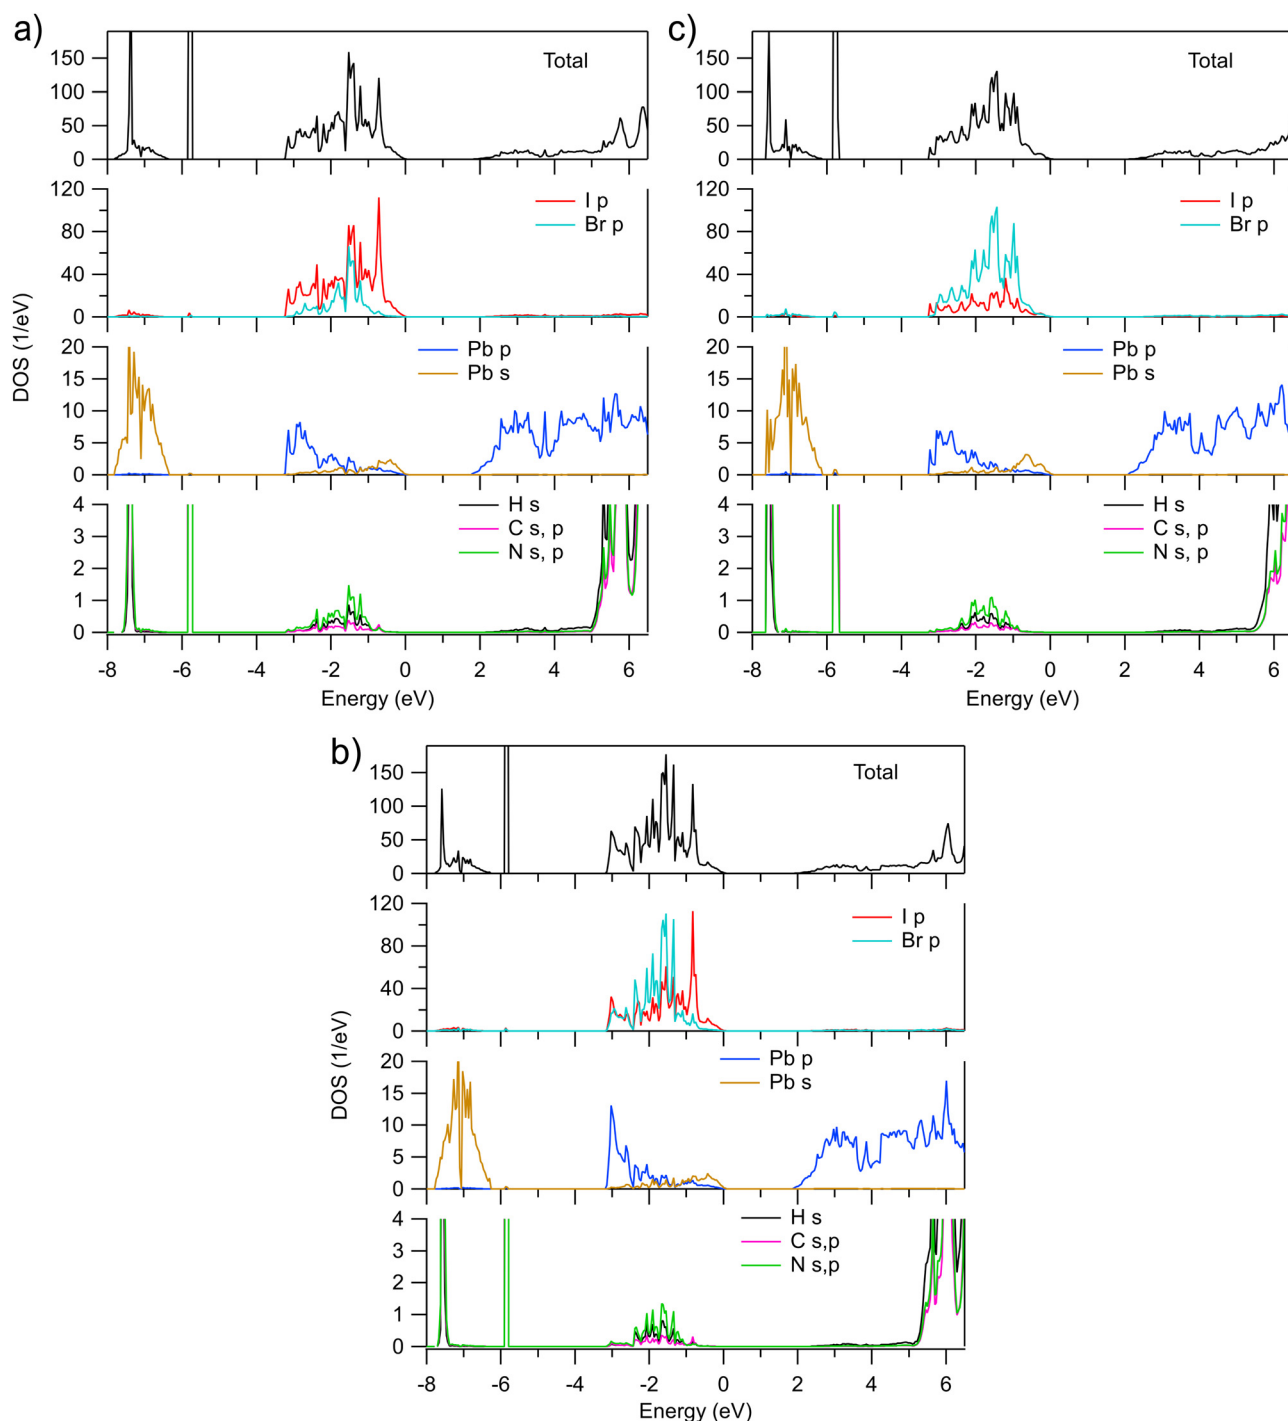 a)
Total
150
100
50
0
I p
Br p
120
80
40
0
DOS (1/eV)
Pb p
Pb s
20
15
10
5
0
H s
C s, p
N s, p
4
3
2
1
0
-8 -6 -4 -2 0 2 4 6
Energy (eV)
c)
Total
150
100
50
0
I p
Br p
120
80
40
0
Pb p
Pb s
20
15
10
5
0
H s
C s, p
N s, p
4
3
2
1
0
-8 -6 -4 -2 0 2 4 6
Energy (eV)
b)
Total
150
100
50
0
I p
Br p
120
80
40
0
DOS (1/eV)
Pb p
Pb s
20
15
10
5
0
H s
C s,p
N s,p
4
3
2
1
0
-8 -6 -4 -2 0 2 4 6
Energy (eV)